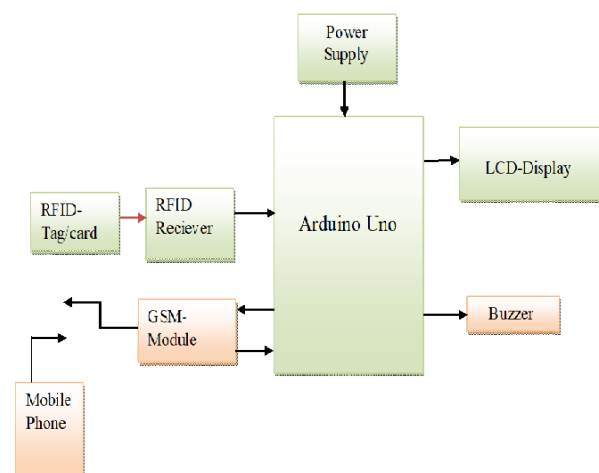 Power
Supply
LCD-Display
RFID-
Tag/card
RFID
Reciever
Arduino Uno
GSM-
Module
Buzzer
Mobile
Phone